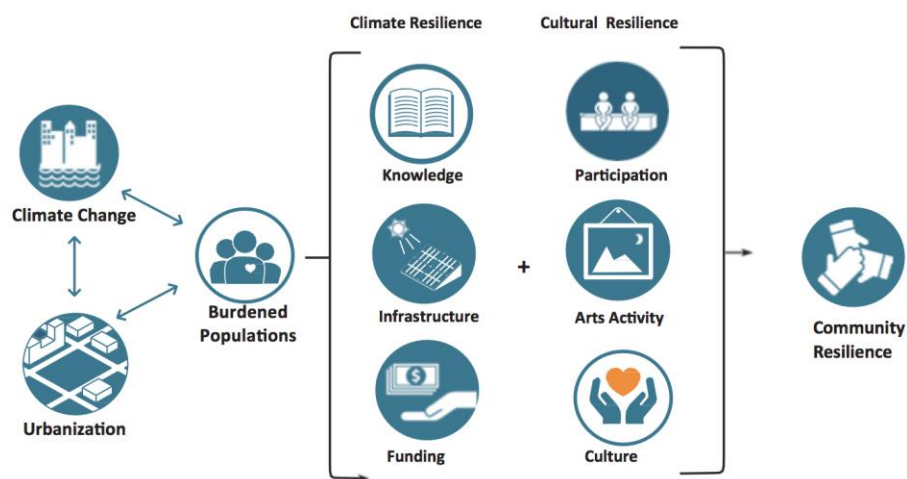 Climate Resilience
Cultural Resilience
Climate Change
Urbanization
Burdened
Populations
Knowledge
Infrastructure
Funding
+
Participation
Arts Activity
Culture
Community
Resilience
$